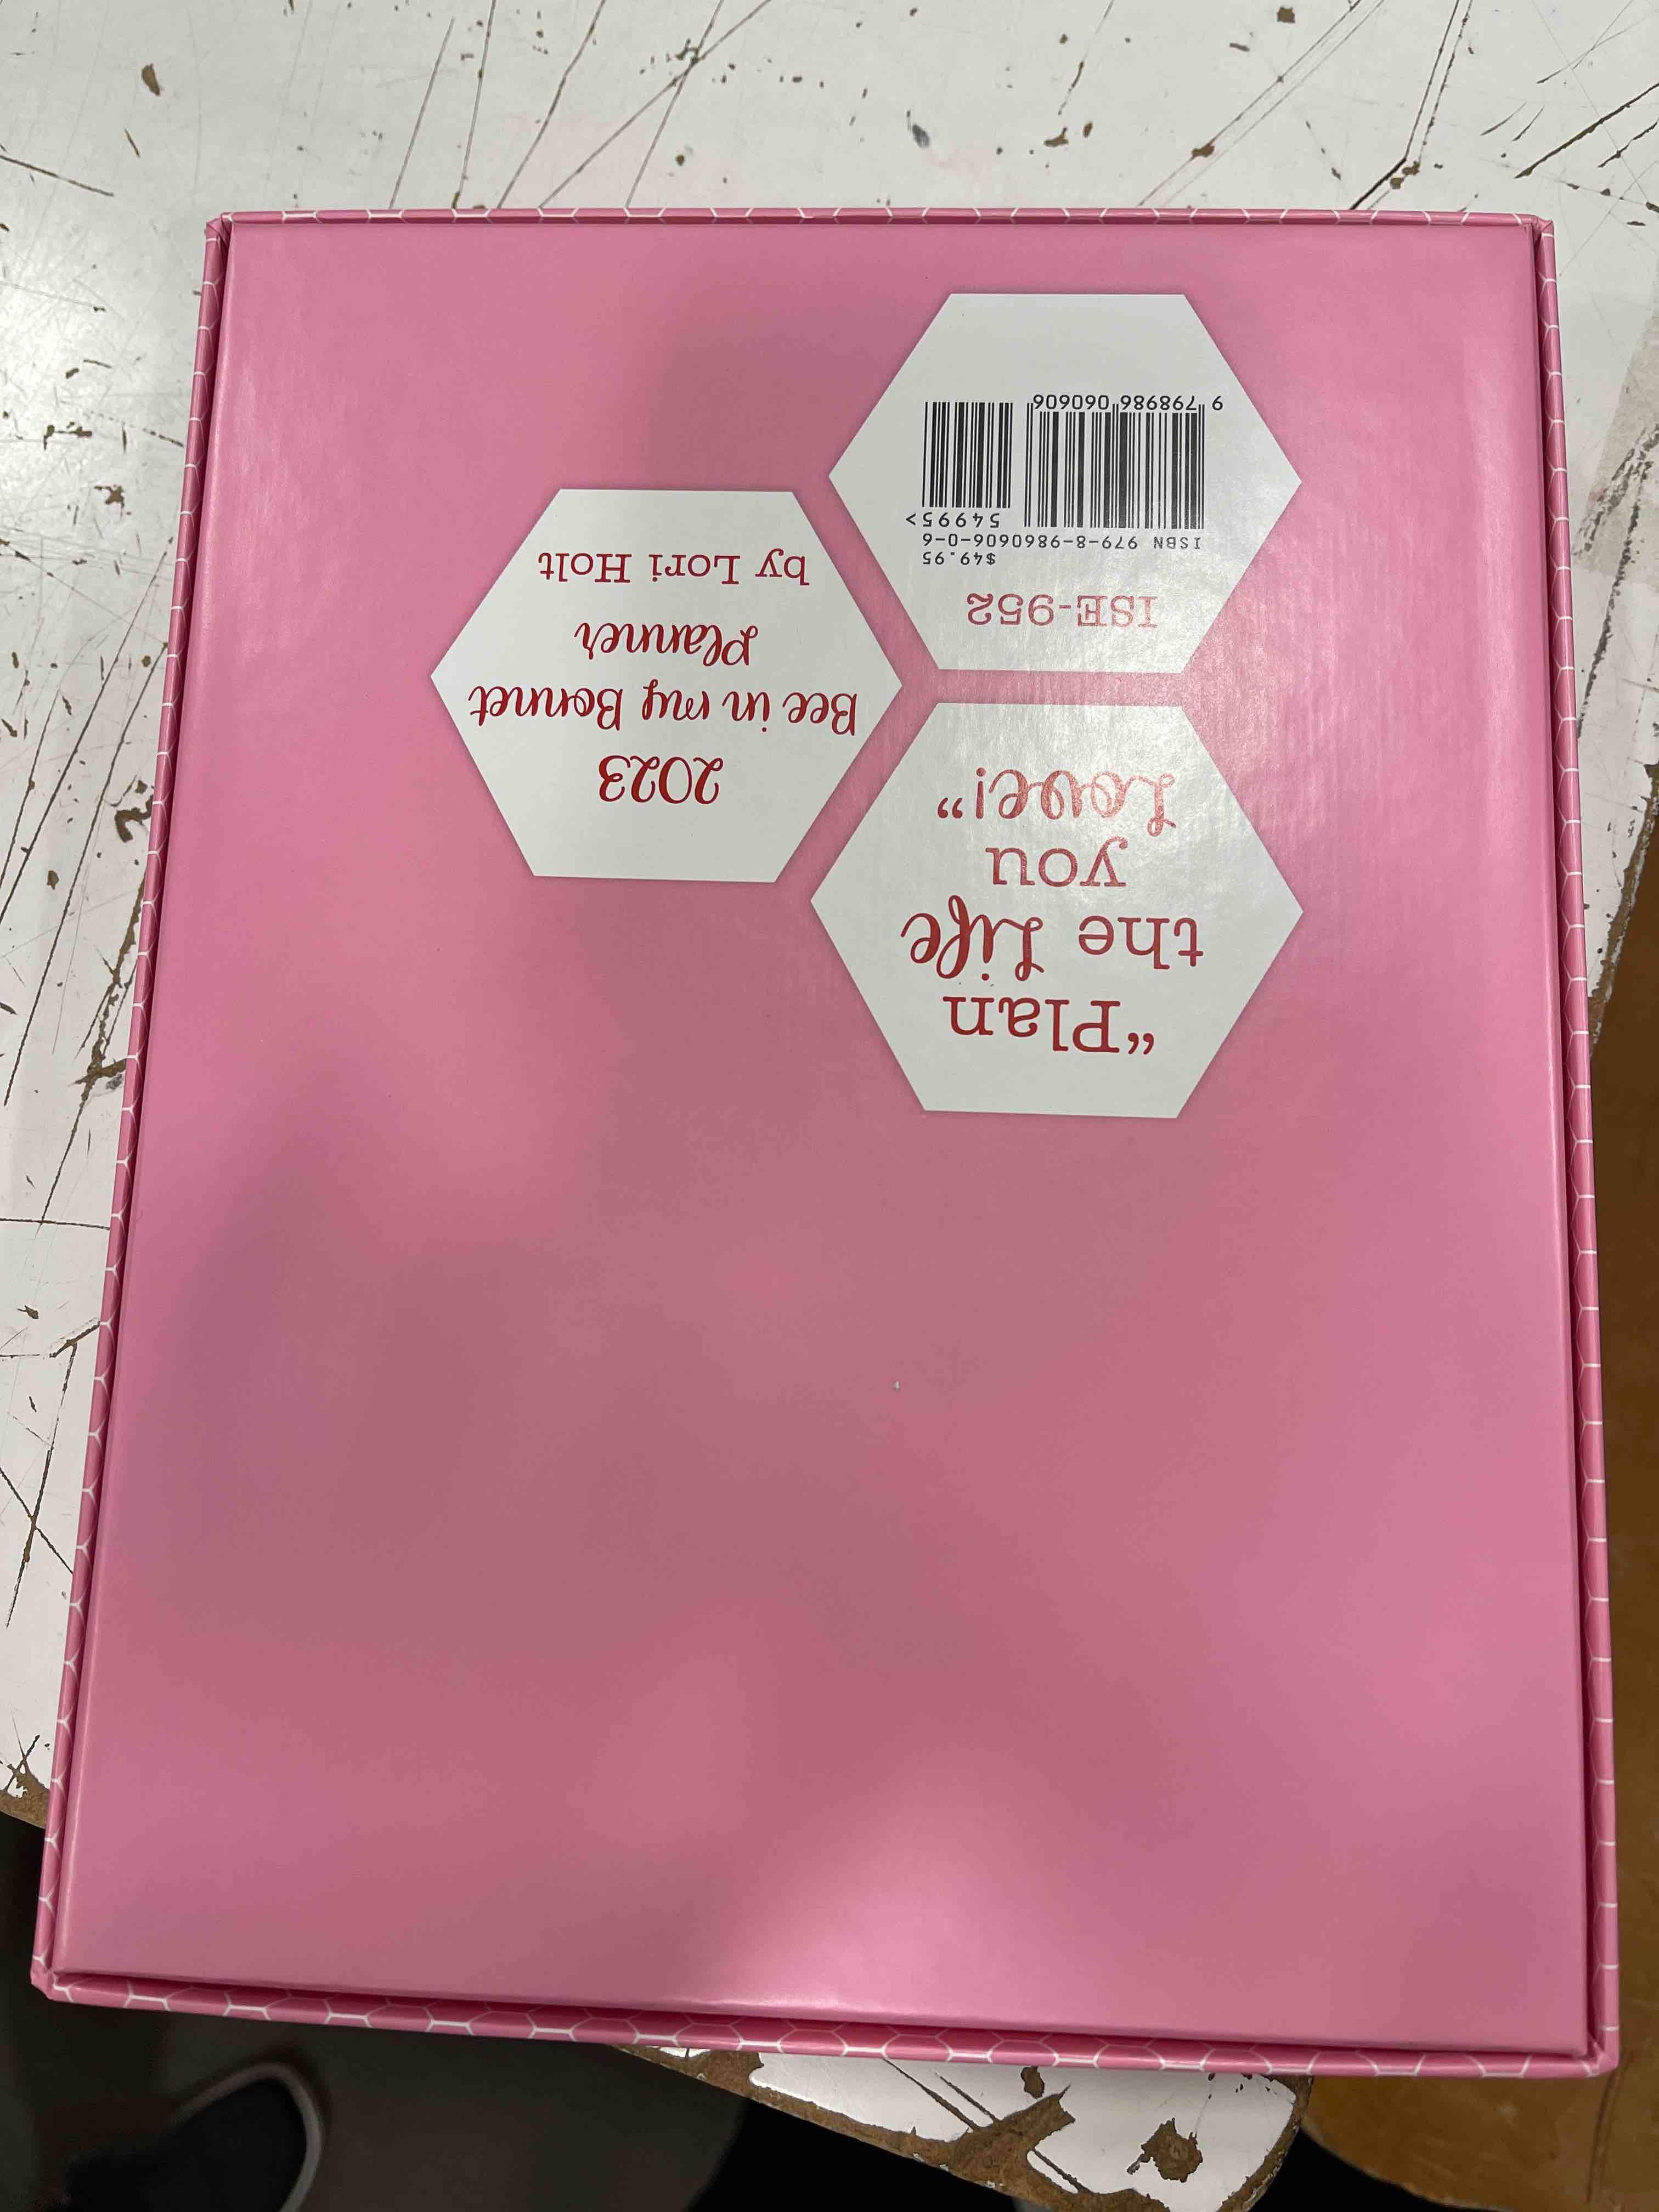 “Plan
the Life
you
Love!”
2023
Bee in my Bonnet
Planner
by Lori Holt
ISE-952
$49.95
ISBN 979-8-9860606-0-6
54995>
9 798986 060606